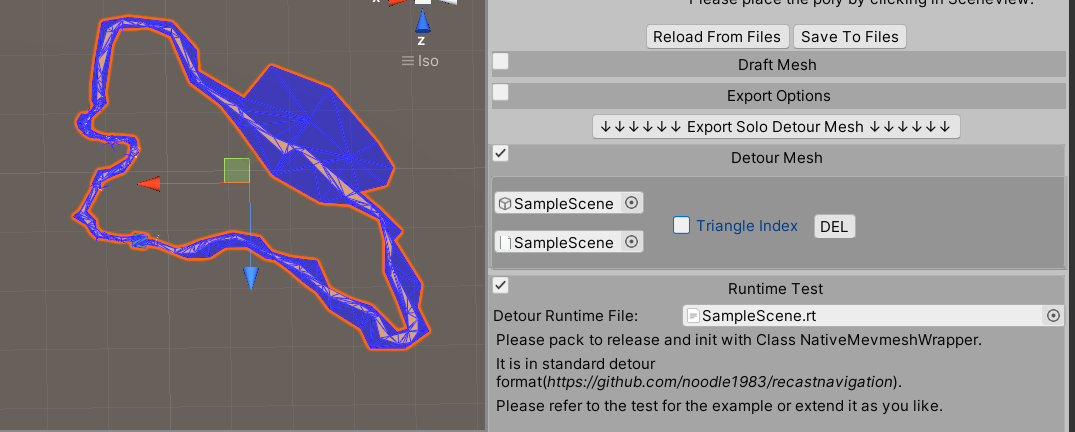 Please place the poly by clicking in SceneView.
x
z
Iso
Reload From Files Save To Files
Draft Mesh
Export Options
↓↓↓↓↓↓ Export Solo Detour Mesh ↓↓↓↓↓↓
Detour Mesh
SampleScene
Triangle Index DEL
SampleScene
Runtime Test
Detour Runtime File: SampleScene.rt
Please pack to release and init with Class NativeMevmeshWrapper.
It is in standard detour
format(https://github.com/noodle1983/recastnavigation).
Please refer to the test for the example or extend it as you like.